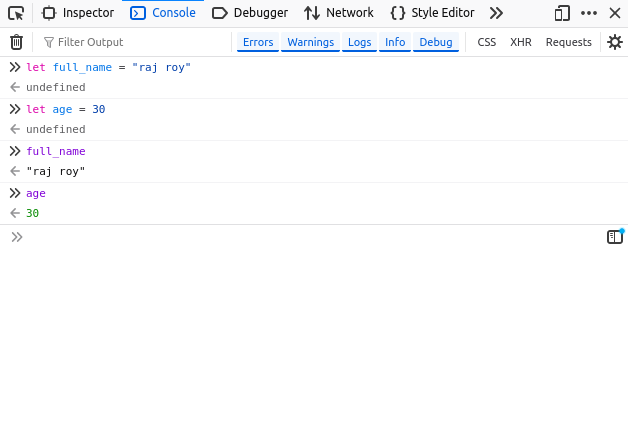 Inspector Console Debugger Network Style Editor
Filter Output Errors Warnings Logs Info Debug CSS XHR Requests
let full_name = "raj roy"
undefined
let age = 30
undefined
full_name
"raj roy"
age
30